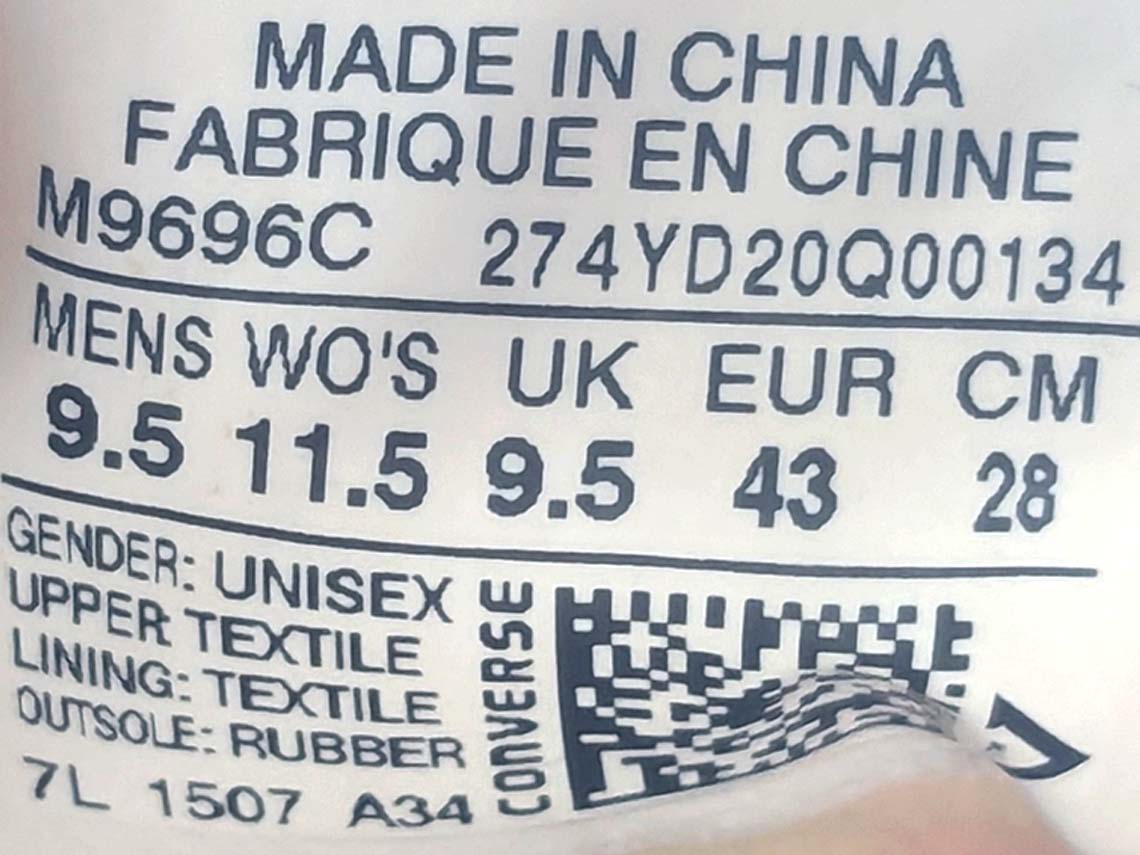 MADE IN CHINA
FABRIQUE EN CHINE
M9696C 274YD20Q00134
MENS WO'S UK EUR CM
9.5 11.5 9.5 43 28
GENDER: UNISEX
UPPER TEXTILE
LINING: TEXTILE
OUTSOLE: RUBBER
7L 1507 A34
CONVERSE